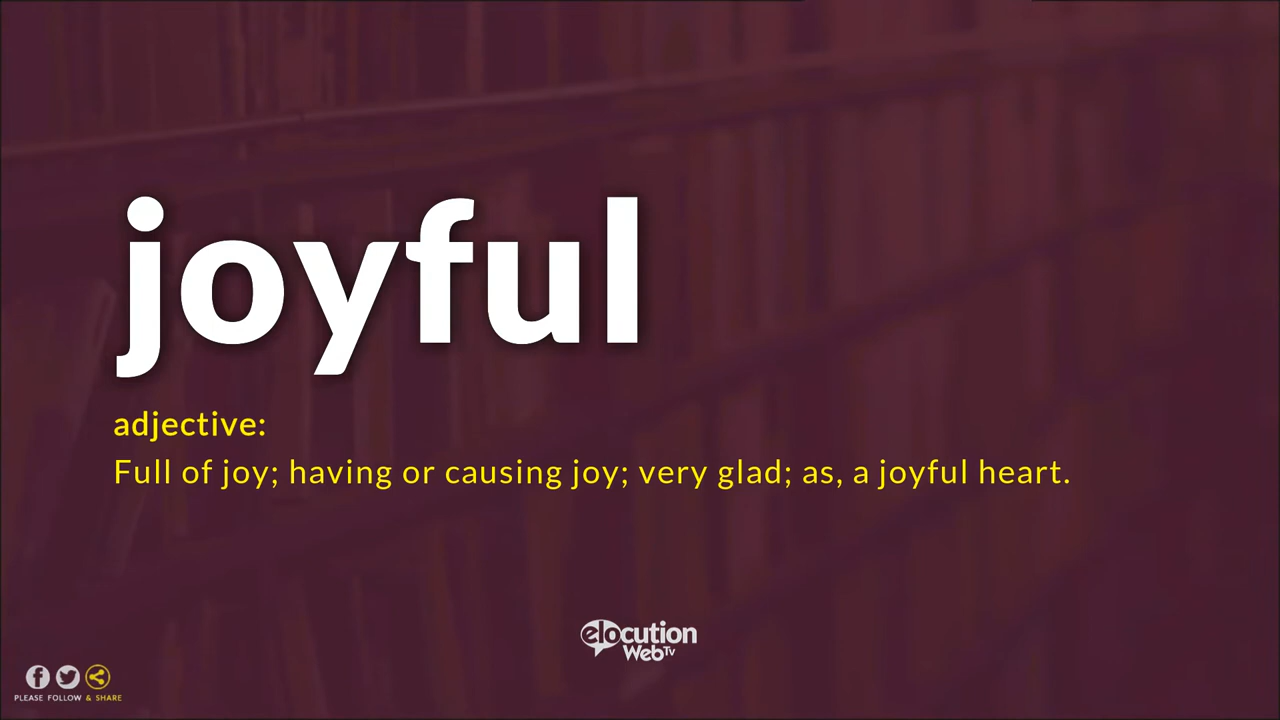 joyful
adjective:
Full of joy; having or causing joy; very glad; as, a joyful heart.
elocution
WebTv
PLEASE FOLLOW & SHARE